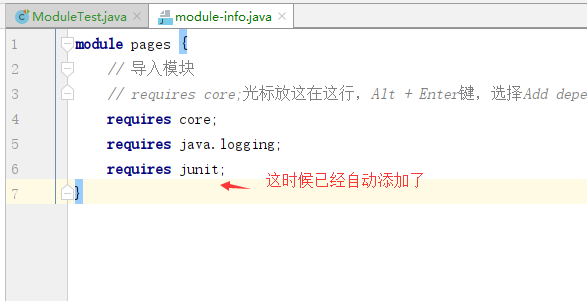 ModuleTest.java
module-info.java
1 module pages {
2 // 导入模块
3 // requires core;光标放这在这行，Alt + Enter键，选择Add depe
4 requires core;
5 requires java.logging;
6 requires junit;
这时候已经自动添加了
7 }